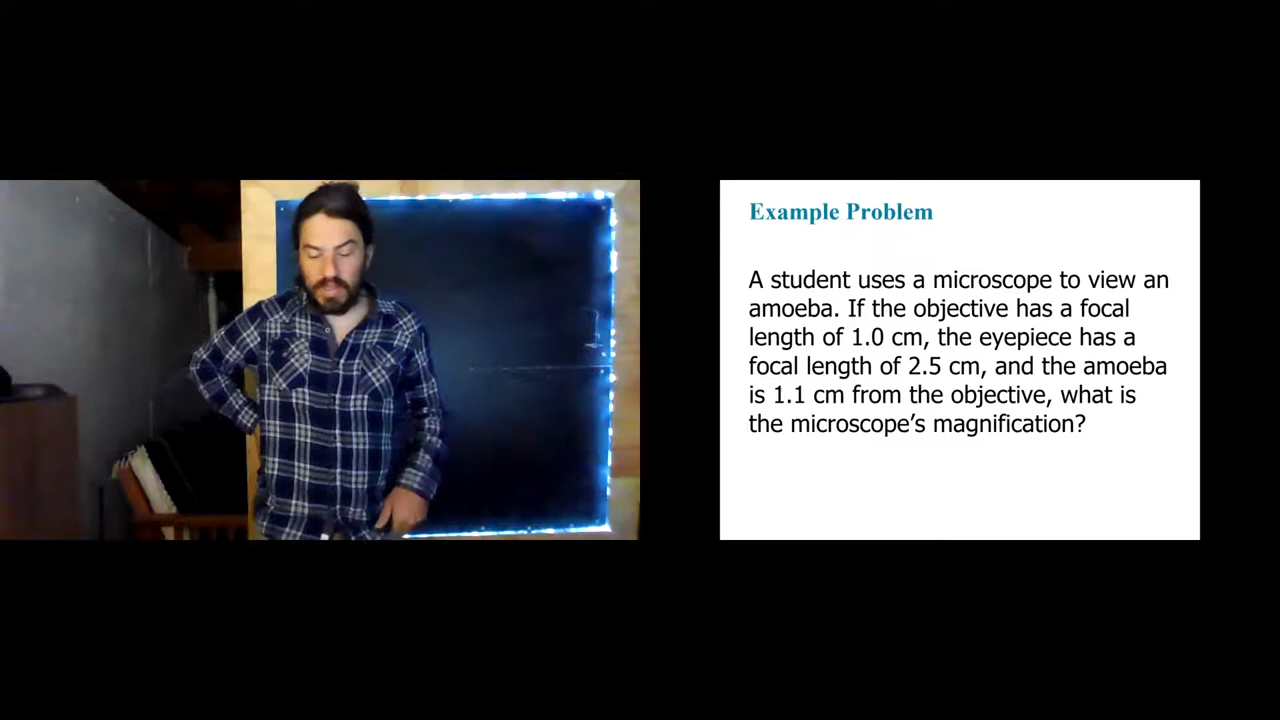 Example Problem
A student uses a microscope to view an
amoeba. If the objective has a focal
length of 1.0 cm, the eyepiece has a
focal length of 2.5 cm, and the amoeba
is 1.1 cm from the objective, what is
the microscope’s magnification?